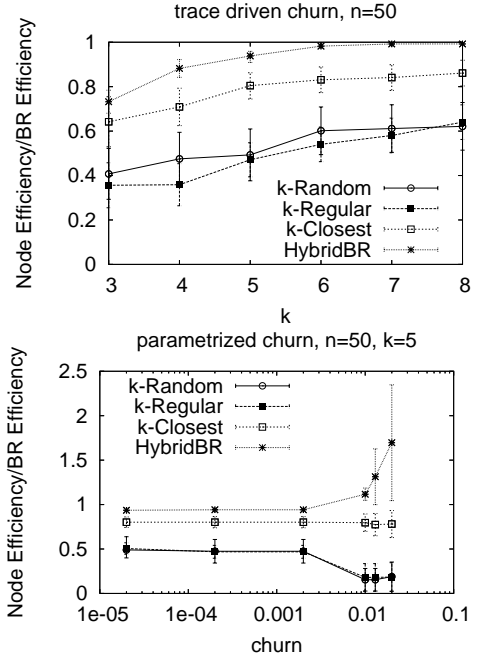 trace driven churn, n=50
Node Efficiency/BR Efficiency
1
0.8
0.6
0.4
0.2
0
k-Random
k-Regular
k-Closest
HybridBR
3 4 5 6 7 8
k
parametrized churn, n=50, k=5
Node Efficiency/BR Efficiency
2.5
2
1.5
1
0.5
0
k-Random
k-Regular
k-Closest
HybridBR
1e-05 1e-04 0.001 0.01 0.1
churn